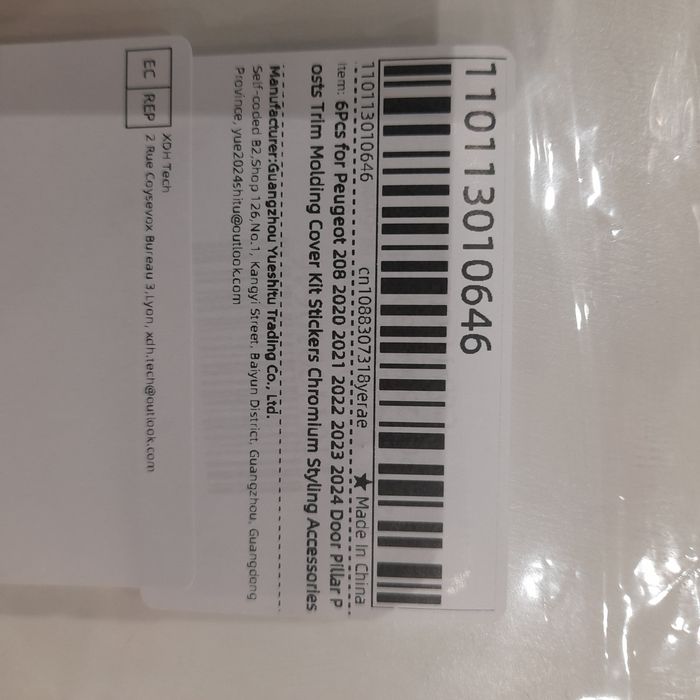 110113010646
110113010646 cn1088307318yerae ★ Made In China
Item: 6Pcs for Peugeot 208 2020 2021 2022 2023 2024 Door Pillar P
osts Trim Molding Cover Kit Stickers Chromium Styling Accessories
Manufacturer:Guangzhou Yueshitu Trading Co., Ltd.
Self-coded B2,Shop 126,No.1, Kangyi Street, Baiyun District, Guangzhou, Guangdong
Province, yue2024shitu@outlook.com
EC REP
XDH Tech
2 Rue Coysevox Bureau 3,Lyon, xdh.tech@outlook.com